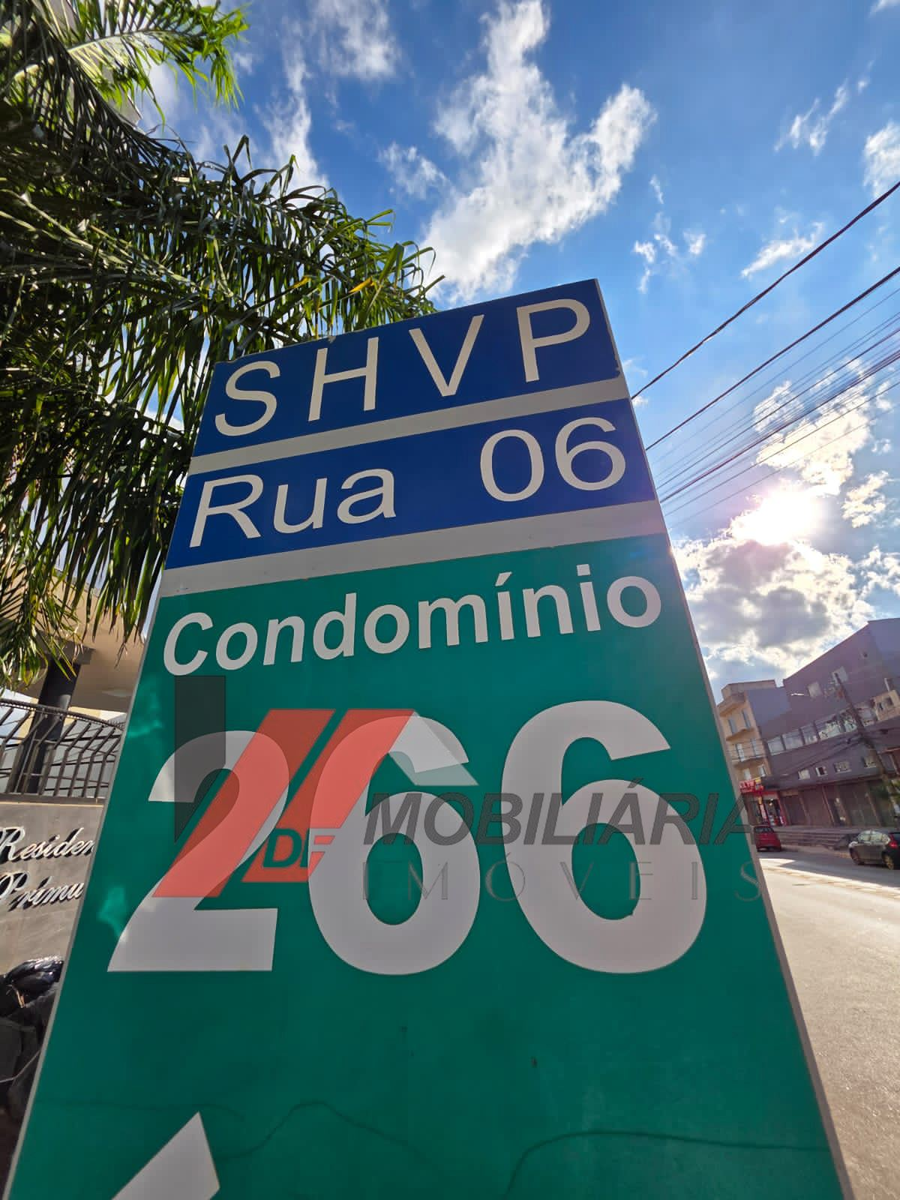 SHVP
Rua 06
Condomínio
266
DF MOBILIÁRIA
IMÓVEIS